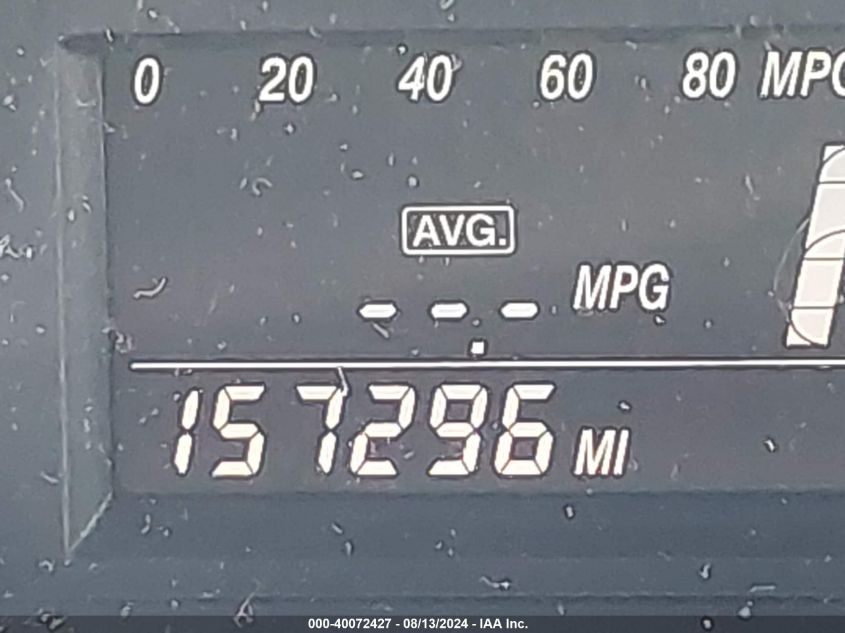 0 20 40 60 80 MPG
AVG.
--.- MPG
157296 MI
000-40072427 - 08/13/2024 - IAA Inc.